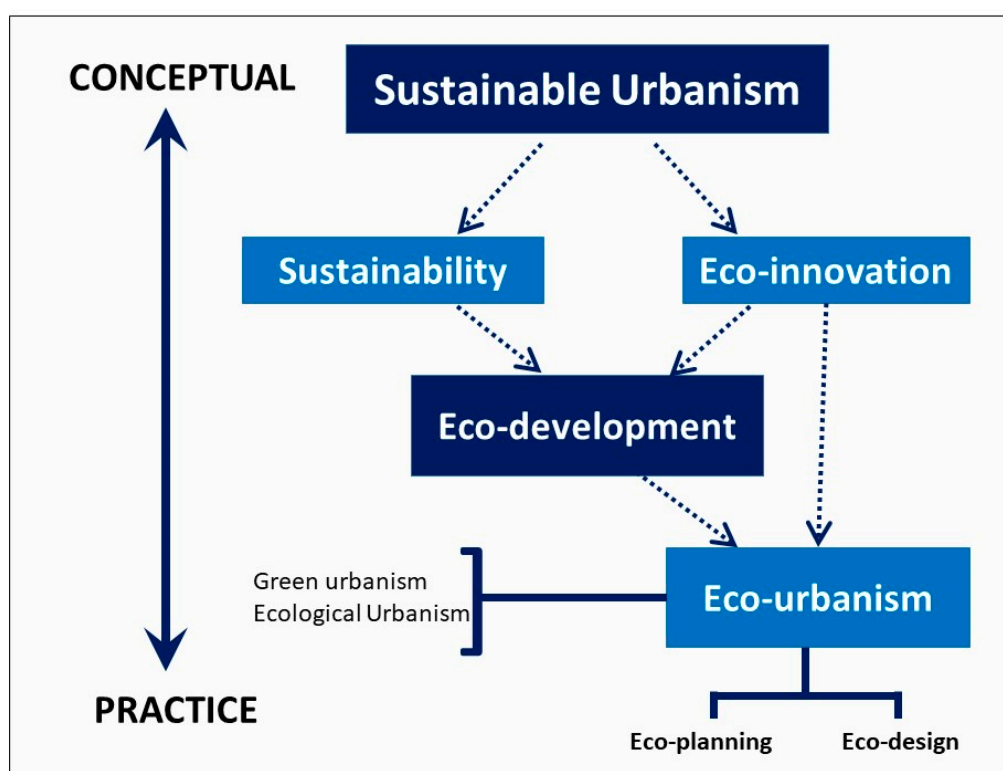 CONCEPTUAL
Sustainable Urbanism
Sustainability
Eco-innovation
Eco-development
Green urbanism
Ecological Urbanism
Eco-urbanism
PRACTICE
Eco-planning
Eco-design